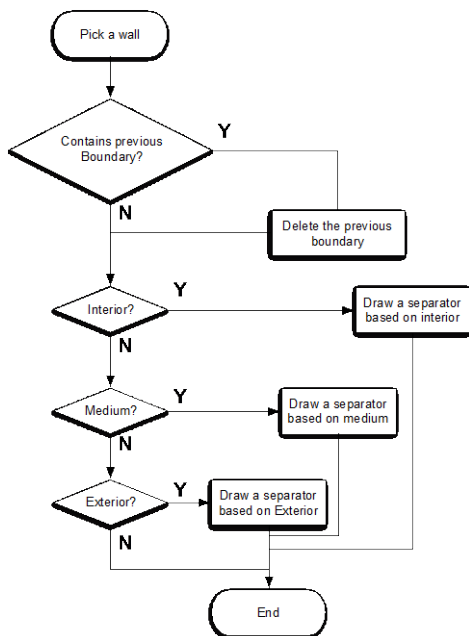 Pick a wall
Contains previous
Boundary?
Y
N
Delete the previous
boundary
Interior?
Y
N
Draw a separator
based on interior
Medium?
Y
N
Draw a separator
based on medium
Exterior?
Y
N
Draw a separator
based on Exterior
End